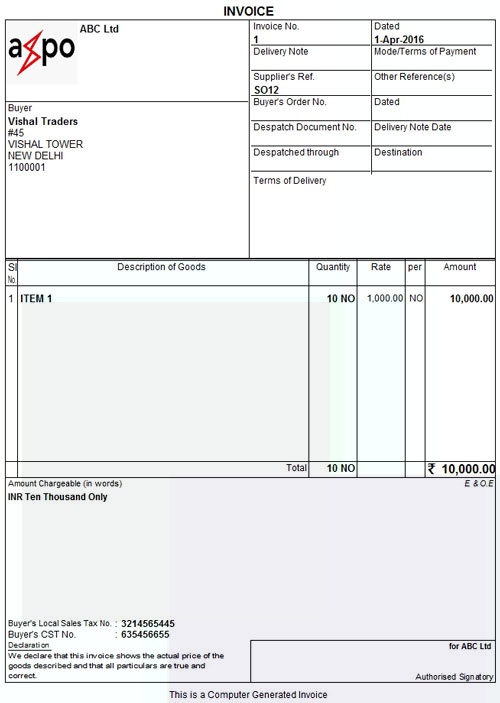 INVOICE
axpo
ABC Ltd
Invoice No.
1
Dated
1-Apr-2016
Delivery Note
Mode/Terms of Payment
Supplier's Ref.
SO12
Other Reference(s)
Buyer
Vishal Traders
#45
VISHAL TOWER
NEW DELHI
1100001
Buyer's Order No.
Dated
Despatch Document No.
Delivery Note Date
Despatched through
Destination
Terms of Delivery
Sl No. Description of Goods Quantity Rate per Amount
1 ITEM 1 10 NO 1,000.00 NO 10,000.00
Total 10 NO ₹ 10,000.00
Amount Chargeable (in words) E & O.E
INR Ten Thousand Only
Buyer's Local Sales Tax No. : 3214565445
Buyer's CST No. : 635456655
Declaration
We declare that this invoice shows the actual price of the
goods described and that all particulars are true and
correct.
for ABC Ltd
Authorised Signatory
This is a Computer Generated Invoice